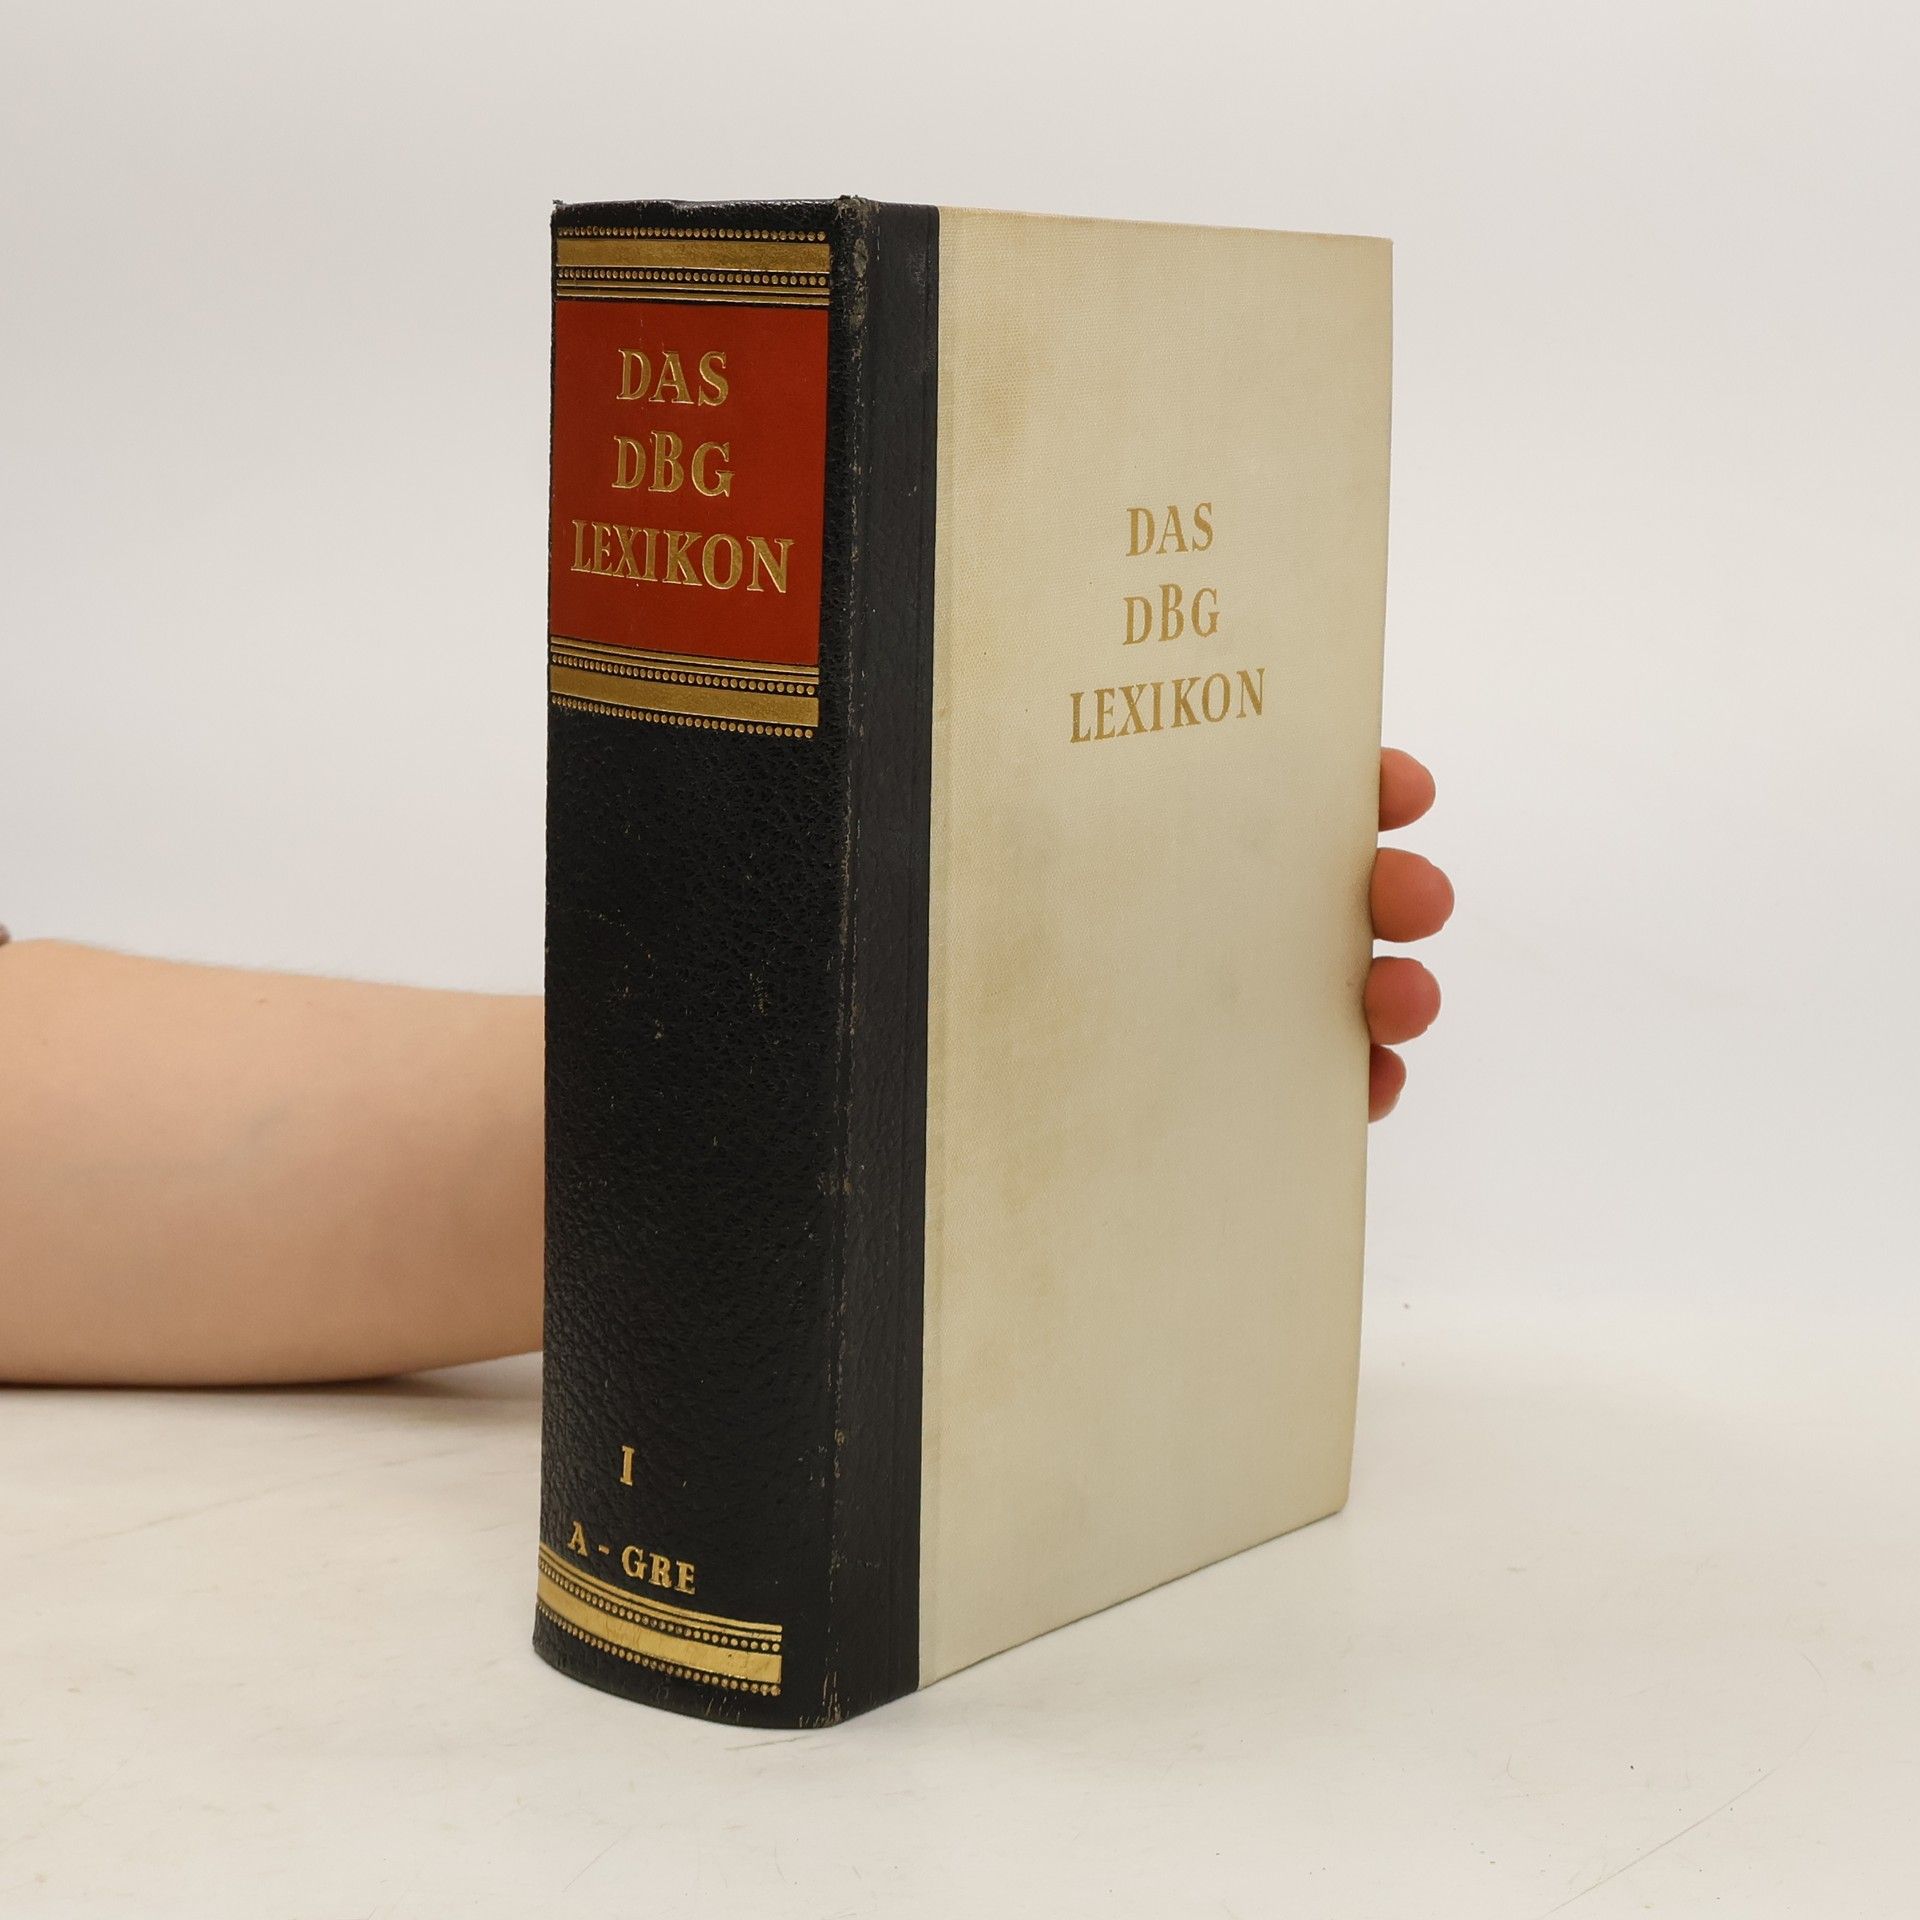 DAS
DBG
LEXIKON
I
A - GRE
DAS
DBG
LEXIKON